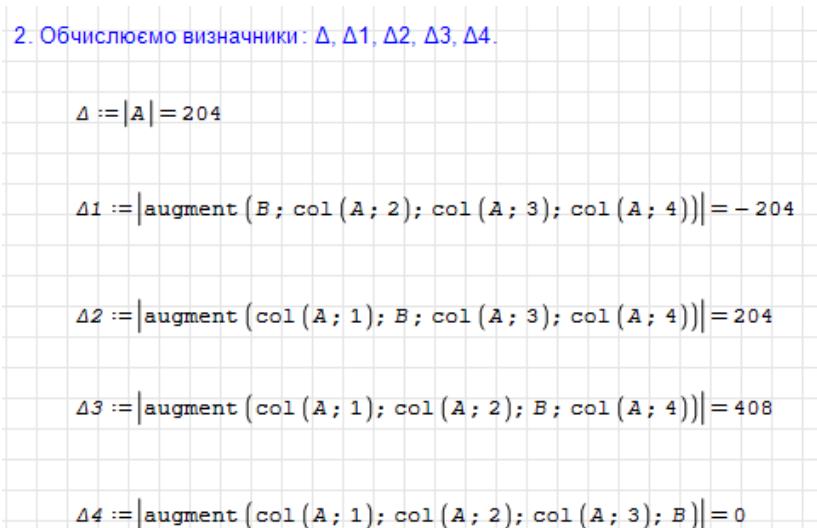 2. Обчислюємо визначники: Δ, Δ1, Δ2, Δ3, Δ4.
Δ := |A| = 204
Δ1 := |augment (B; col (A; 2); col (A; 3); col (A; 4))| = - 204
Δ2 := |augment (col (A; 1); B; col (A; 3); col (A; 4))| = 204
Δ3 := |augment (col (A; 1); col (A; 2); B; col (A; 4))| = 408
Δ4 := |augment (col (A; 1); col (A; 2); col (A; 3); B)| = 0